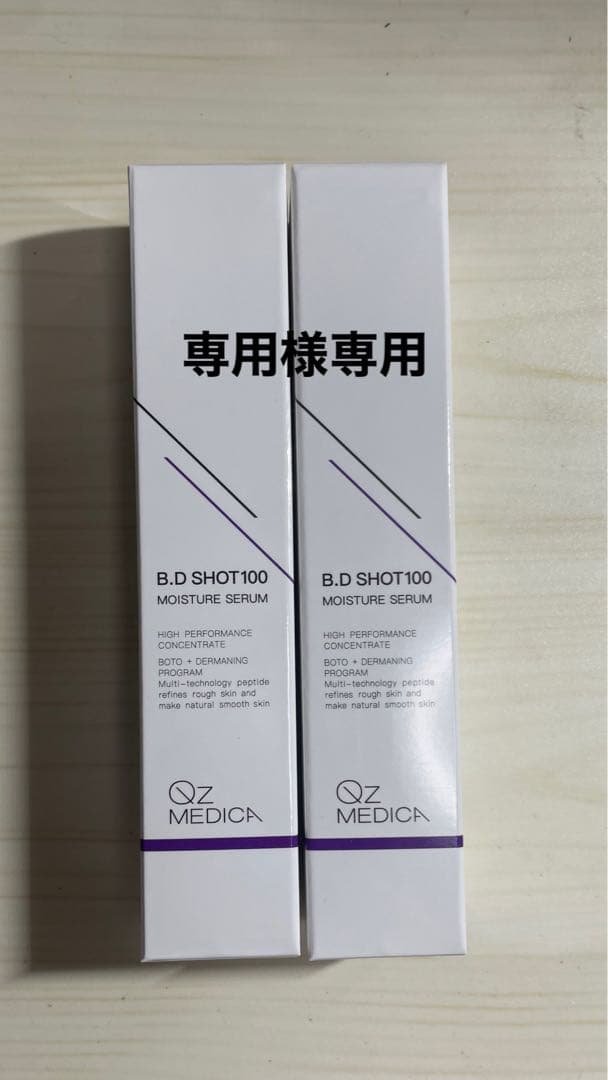 専用様専用
B.D SHOT100
MOISTURE SERUM
HIGH PERFORMANCE
CONCENTRATE
BOTO + DERMANING
PROGRAM
Multi-technology peptide
refines rough skin and
make natural smooth skin
QZ
MEDICA
B.D SHOT100
MOISTURE SERUM
HIGH PERFORMANCE
CONCENTRATE
BOTO + DERMANING
PROGRAM
Multi-technology peptide
refines rough skin and
make natural smooth skin
QZ
MEDICA